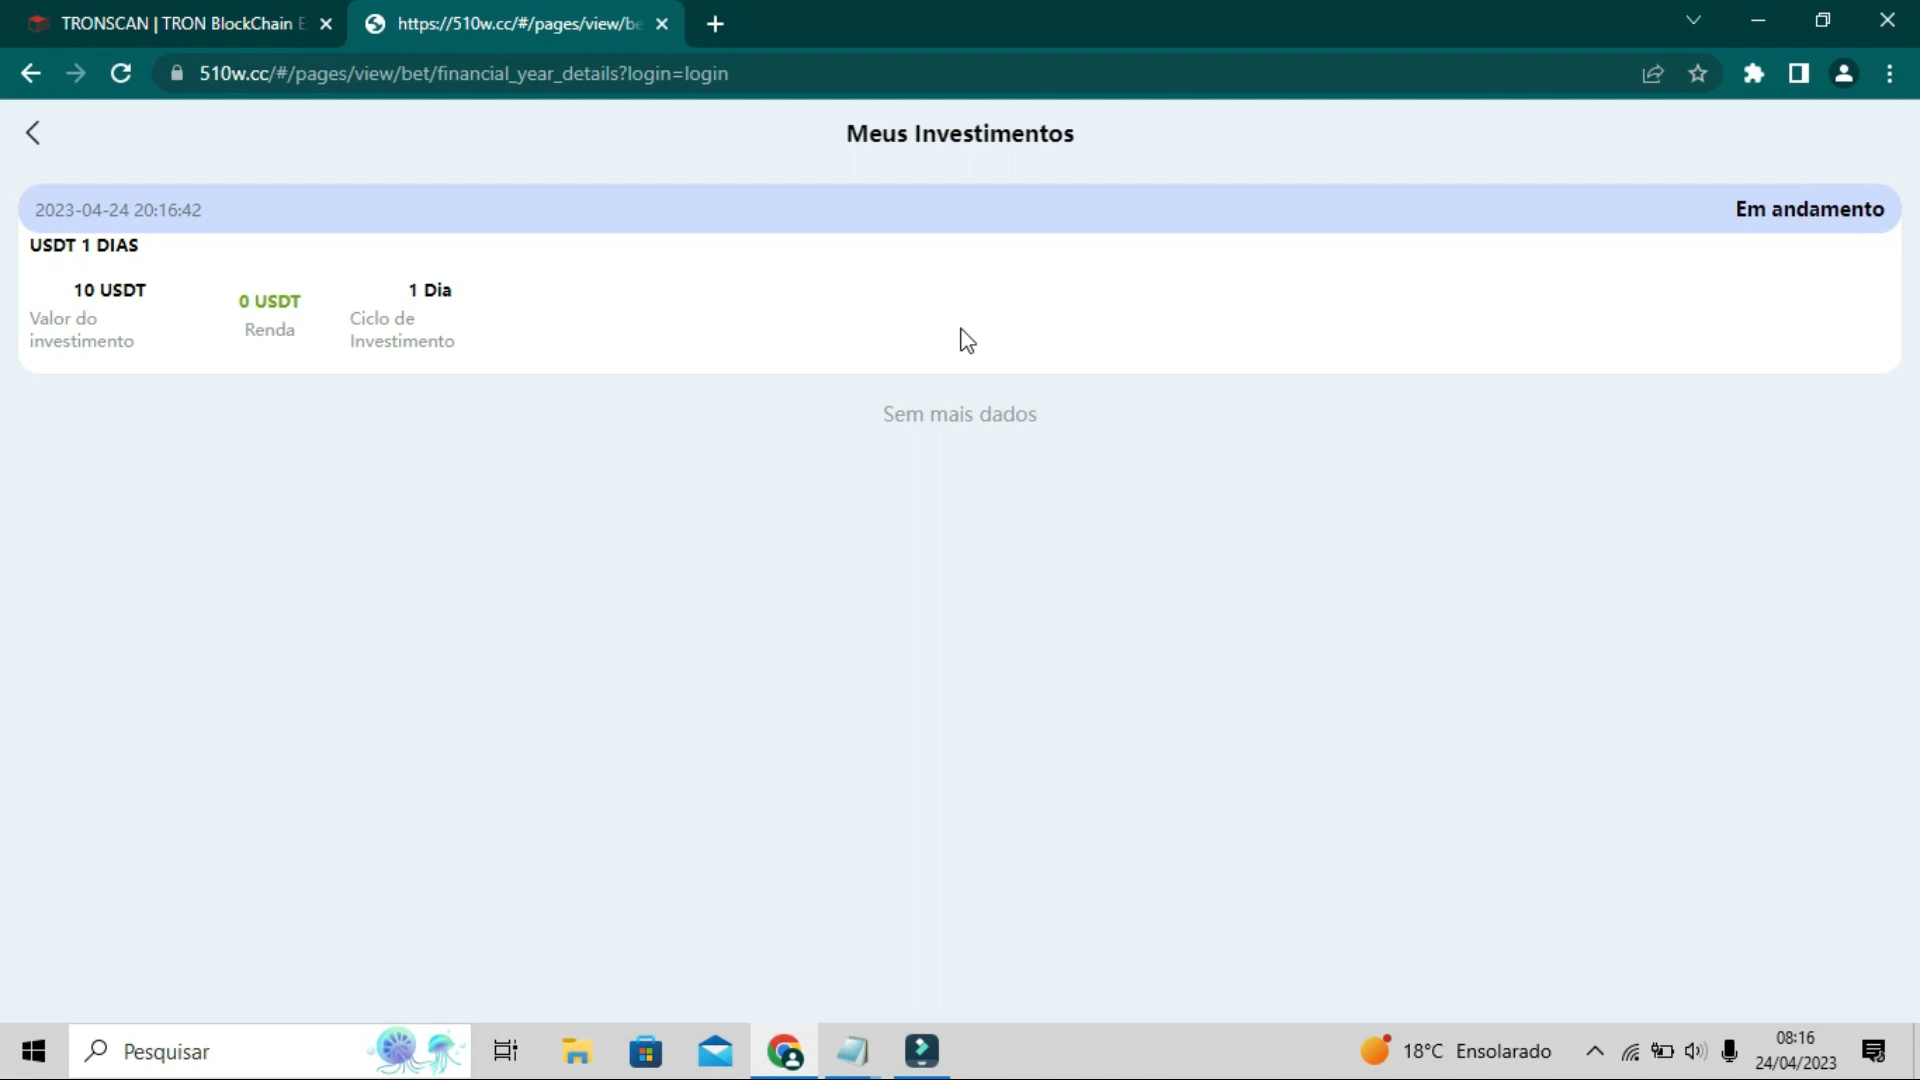 TRONSCAN | TRON BlockChain E
https://510w.cc/#/pages/view/be
510w.cc/#/pages/view/bet/financial_year_details?login=login
Meus Investimentos
2023-04-24 20:16:42
Em andamento
USDT 1 DIAS
10 USDT
Valor do
investimento
0 USDT
Renda
1 Dia
Ciclo de
Investimento
Sem mais dados
Pesquisar
18°C Ensolarado
08:16
24/04/2023